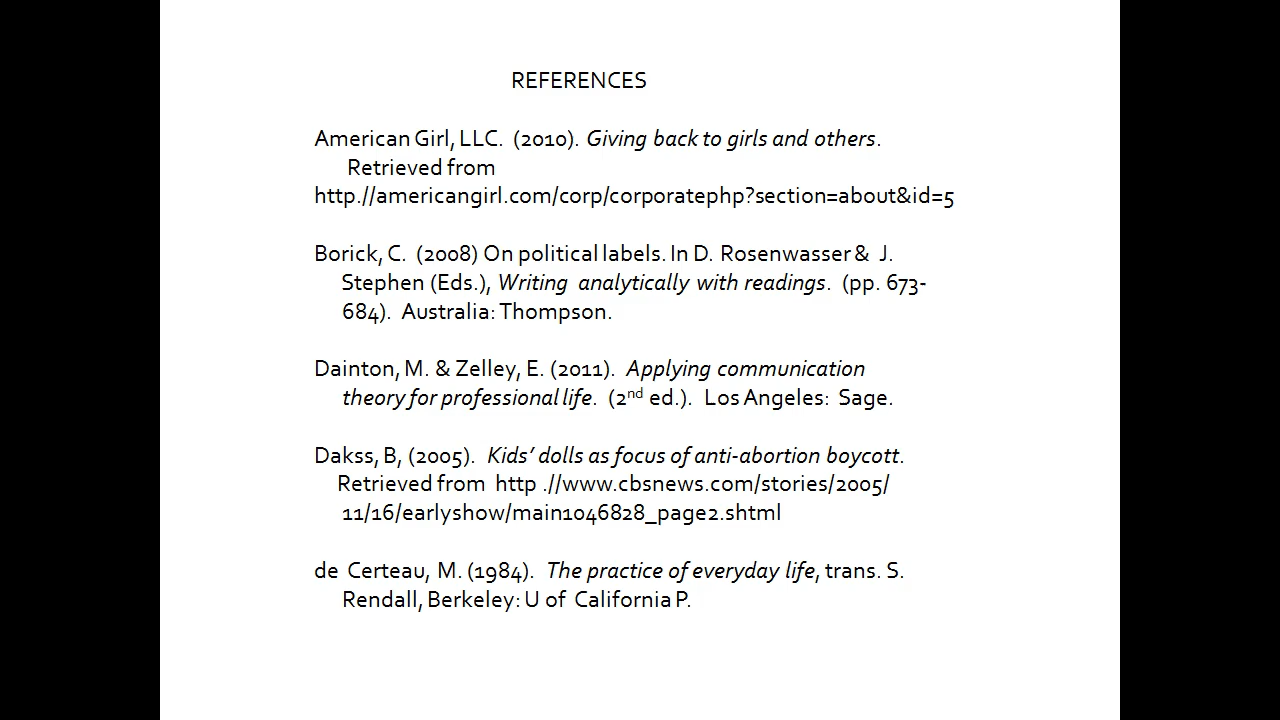 REFERENCES
American Girl, LLC. (2010). Giving back to girls and others.
Retrieved from
http.//americangirl.com/corp/corporatephp?section=about&id=5
Borick, C. (2008) On political labels. In D. Rosenwasser & J.
Stephen (Eds.), Writing analytically with readings. (pp. 673-
684). Australia: Thompson.
Dainton, M. & Zelley, E. (2011). Applying communication
theory for professional life. (2nd ed.). Los Angeles: Sage.
Dakss, B, (2005). Kids' dolls as focus of anti-abortion boycott.
Retrieved from http .//www.cbsnews.com/stories/2005/
11/16/earlyshow/main1046828_page2.shtml
de Certeau, M. (1984). The practice of everyday life, trans. S.
Rendall, Berkeley: U of California P.